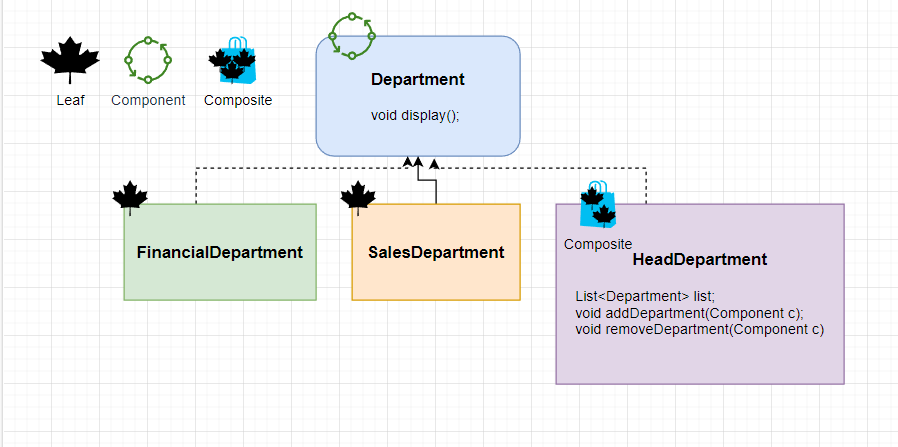 Leaf
Component
Composite
Department
void display();
FinancialDepartment
SalesDepartment
Composite
HeadDepartment
List<Department> list;
void addDepartment(Component c);
void removeDepartment(Component c)